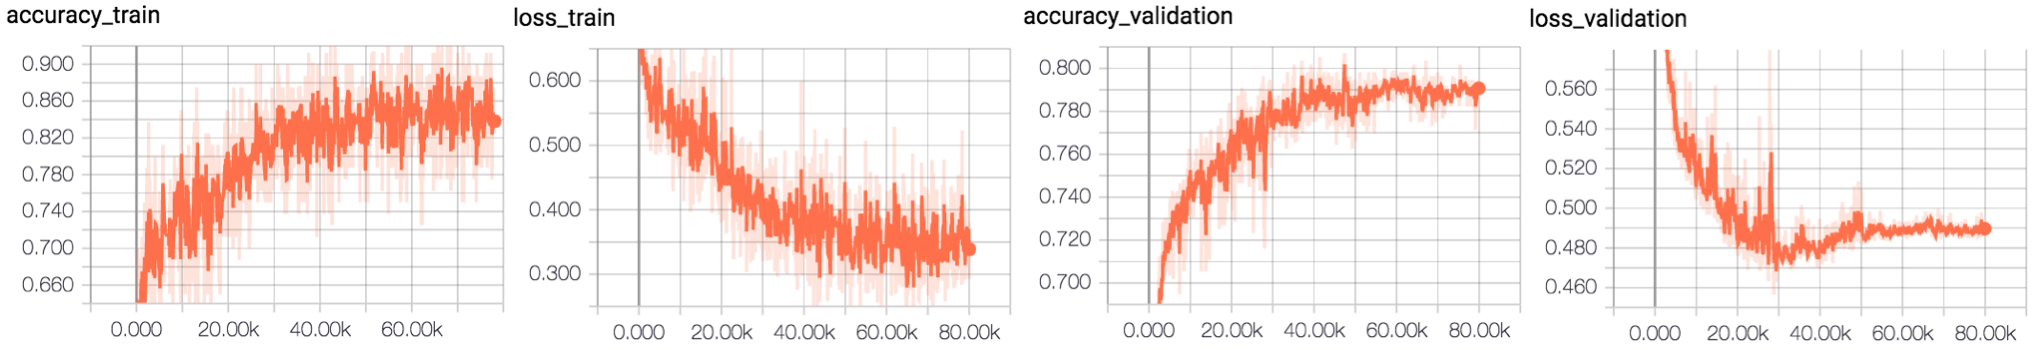 accuracy_train
0.900
0.860
0.820
0.780
0.740
0.700
0.660
0.000 20.00k 40.00k 60.00k
loss_train
0.600
0.500
0.400
0.300
0.000 20.00k 40.00k 60.00k 80.00k
accuracy_validation
0.800
0.780
0.760
0.740
0.720
0.700
0.000 20.00k 40.00k 60.00k 80.00k
loss_validation
0.560
0.540
0.520
0.500
0.480
0.460
0.000 20.00k 40.00k 60.00k 80.00k